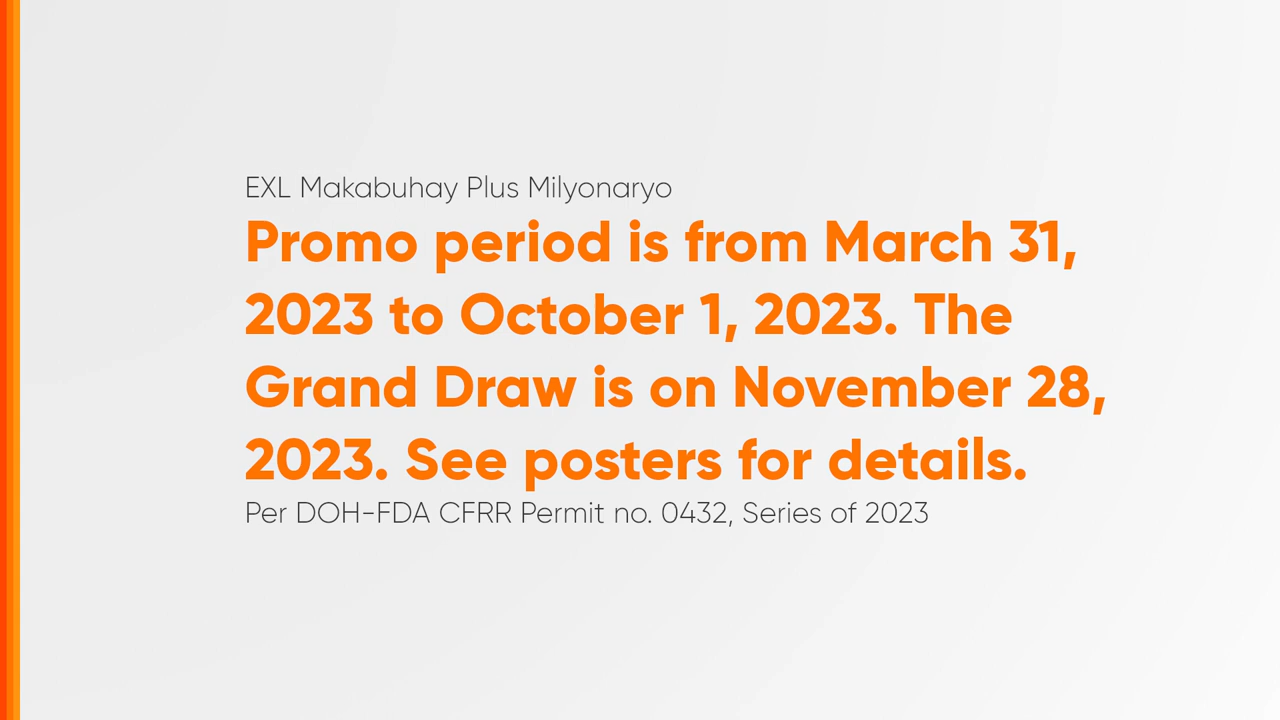 EXL Makabuhay Plus Milyonaryo
Promo period is from March 31,
2023 to October 1, 2023. The
Grand Draw is on November 28,
2023. See posters for details.
Per DOH-FDA CFRR Permit no. 0432, Series of 2023